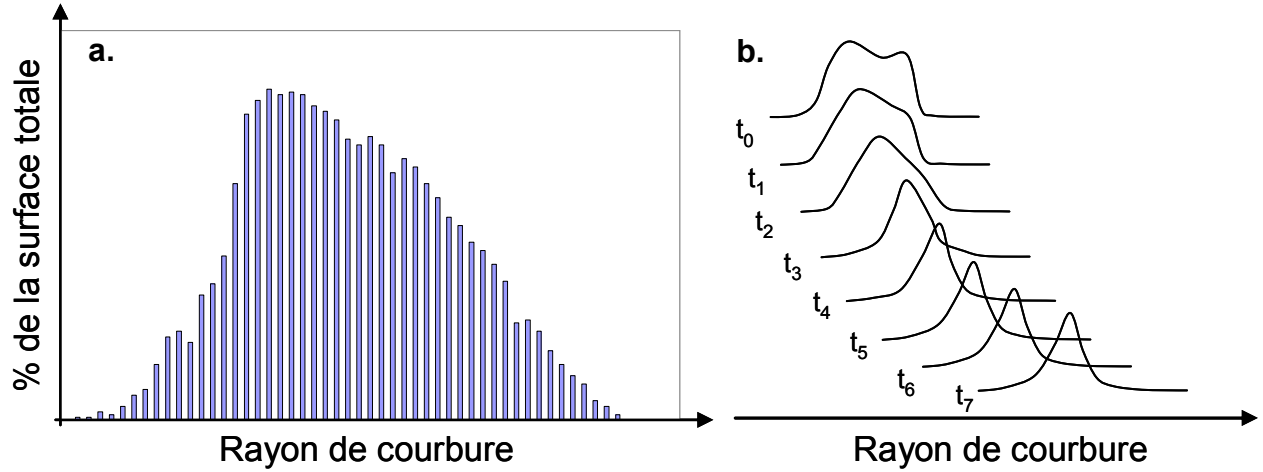 a.
% de la surface totale
Rayon de courbure
b.
t0
t1
t2
t3
t4
t5
t6
t7
Rayon de courbure